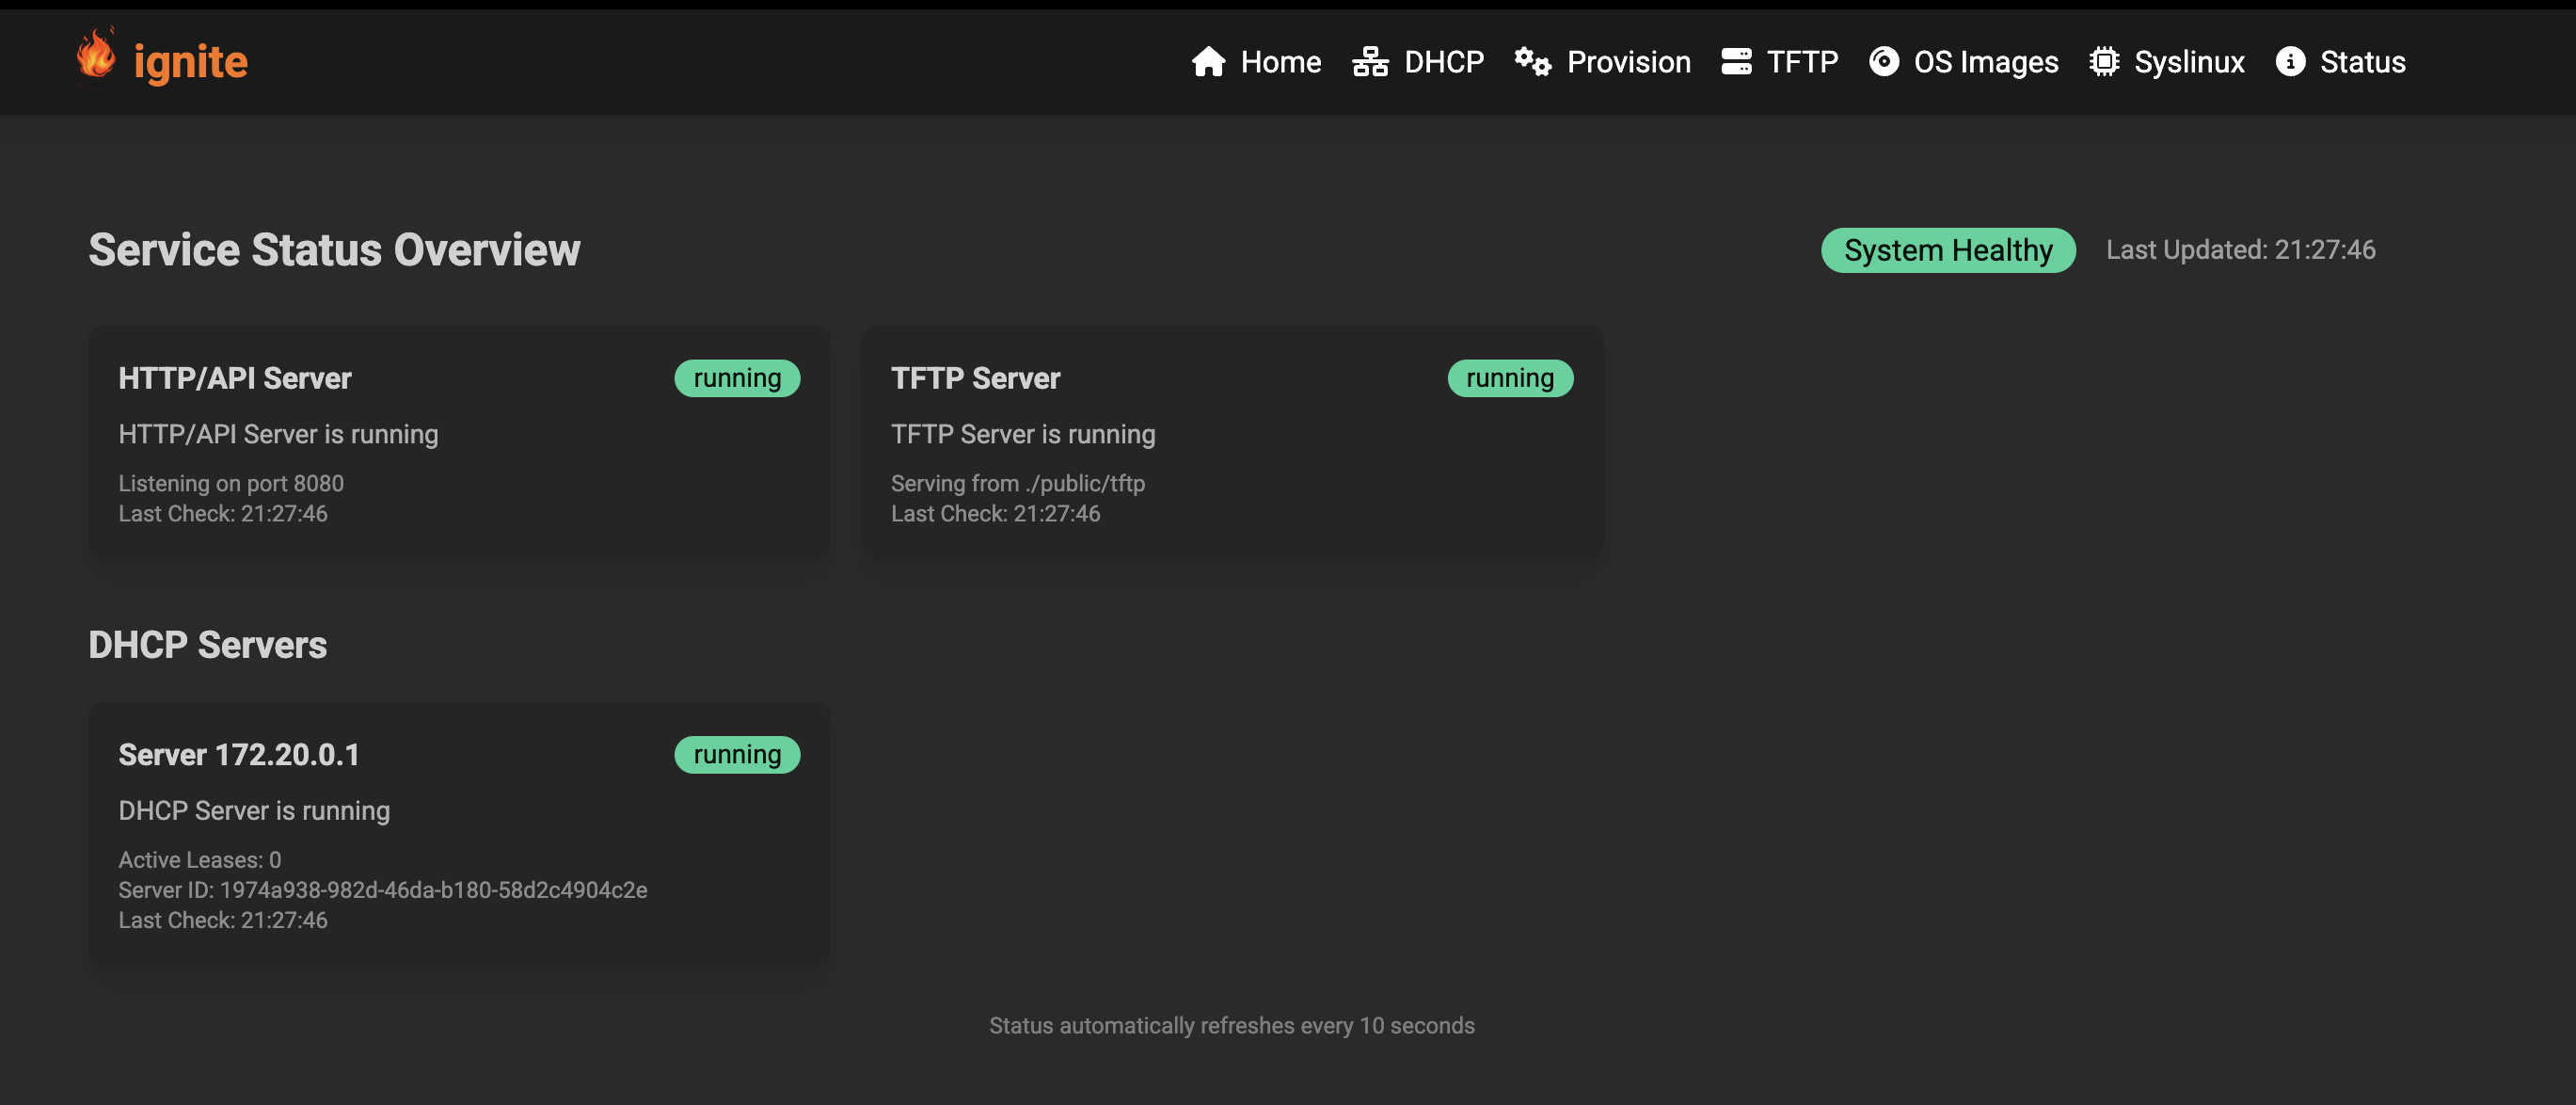 ignite
Home DHCP Provision TFTP OS Images Syslinux Status
Service Status Overview
System Healthy Last Updated: 21:27:46
HTTP/API Server running
HTTP/API Server is running
Listening on port 8080
Last Check: 21:27:46
TFTP Server running
TFTP Server is running
Serving from ./public/tftp
Last Check: 21:27:46
DHCP Servers
Server 172.20.0.1 running
DHCP Server is running
Active Leases: 0
Server ID: 1974a938-982d-46da-b180-58d2c4904c2e
Last Check: 21:27:46
Status automatically refreshes every 10 seconds